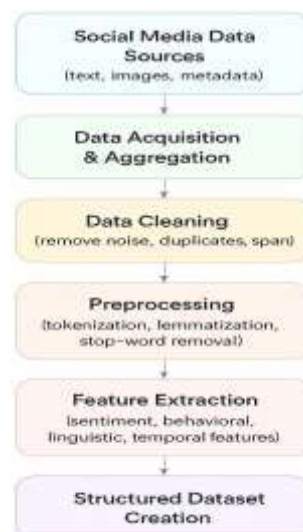 Social Media Data
Sources
(text, images, metadata)
Data Acquisition
& Aggregation
Data Cleaning
(remove noise, duplicates, span)
Preprocessing
(tokenization, lemmatization,
stop-word removal)
Feature Extraction
(sentiment, behavioral,
linguistic, temporal features)
Structured Dataset
Creation